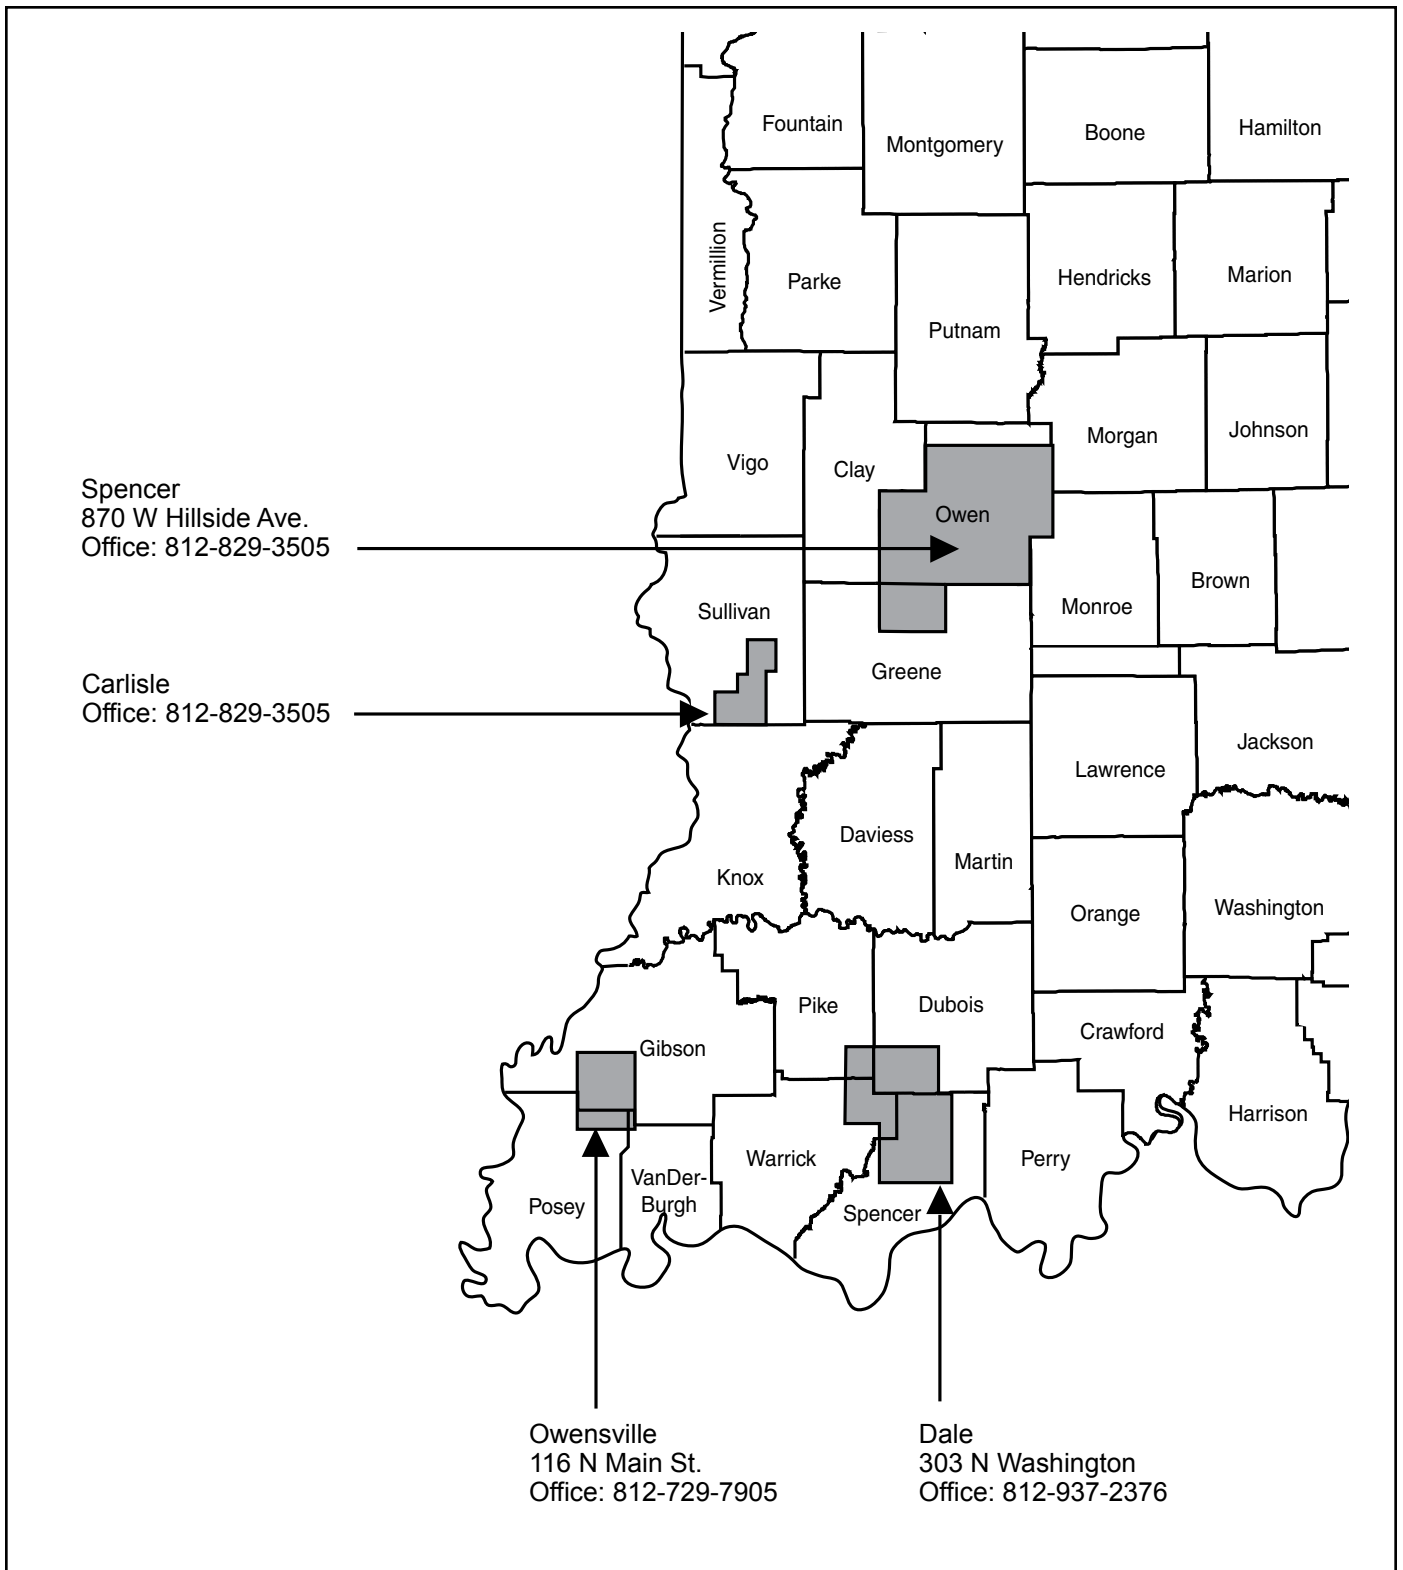 Fountain
Montgomery
Boone
Hamilton
Vermillion
Parke
Putnam
Hendricks
Marion
Vigo
Clay
Morgan
Johnson
Spencer
870 W Hillside Ave.
Office: 812-829-3505
Owen
Sullivan
Monroe
Brown
Greene
Carlisle
Office: 812-829-3505
Lawrence
Jackson
Knox
Daviess
Martin
Orange
Washington
Gibson
Pike
Dubois
Crawford
Harrison
Posey
VanDer-
Burgh
Warrick
Spencer
Perry
Owensville
116 N Main St.
Office: 812-729-7905
Dale
303 N Washington
Office: 812-937-2376